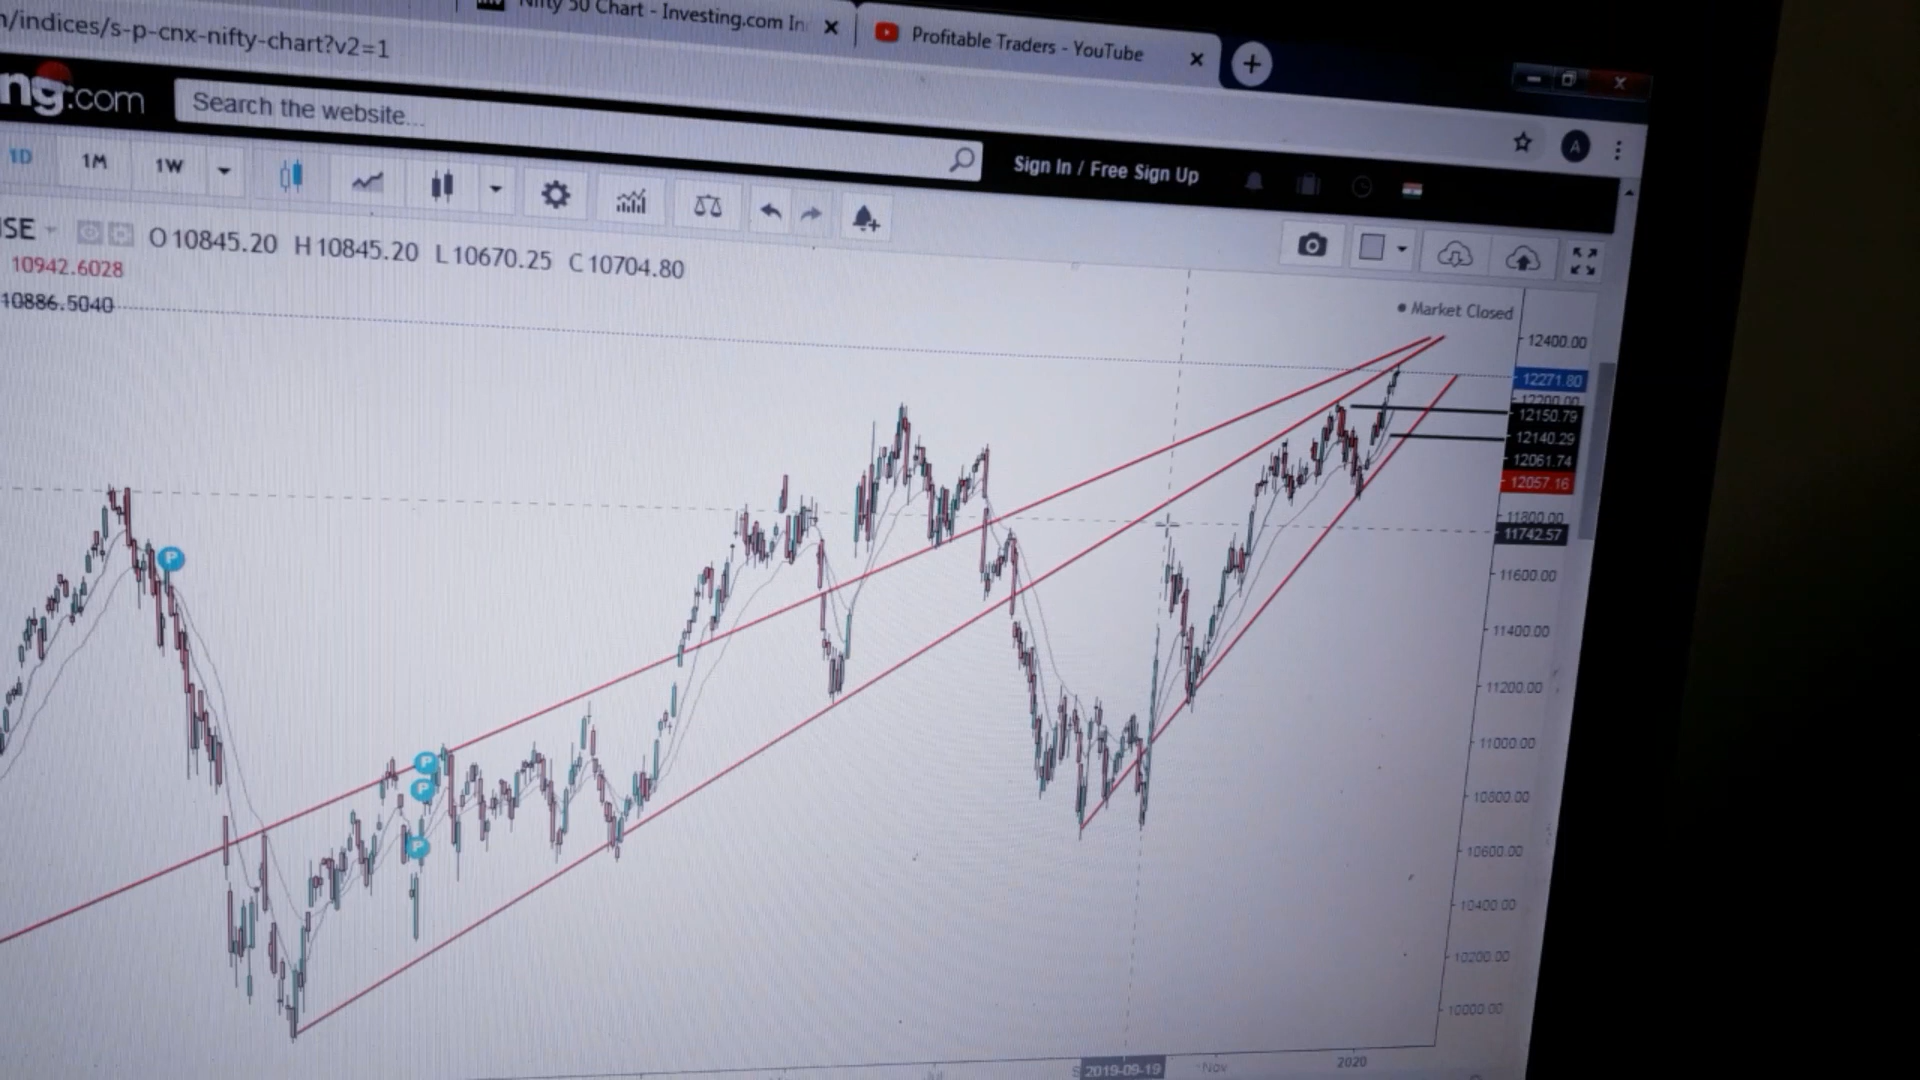 Nifty 50 Chart - Investing.com In
Profitable Traders - YouTube
/indices/s-p-cnx-nifty-chart?v2=1
ng.com
Search the website...
Sign In / Free Sign Up
A
1D 1M 1W
SE
O 10845.20 H 10845.20 L 10670.25 C 10704.80
10942.6028
10886.5040
Market Closed
12400.00
12271.80
12200.00
12150.79
12140.29
12061.74
12057.16
11800.00
11742.57
11600.00
11400.00
11200.00
11000.00
10800.00
10600.00
10400.00
10200.00
10000.00
P
P
P
P
2019-09-19
Nov
2020